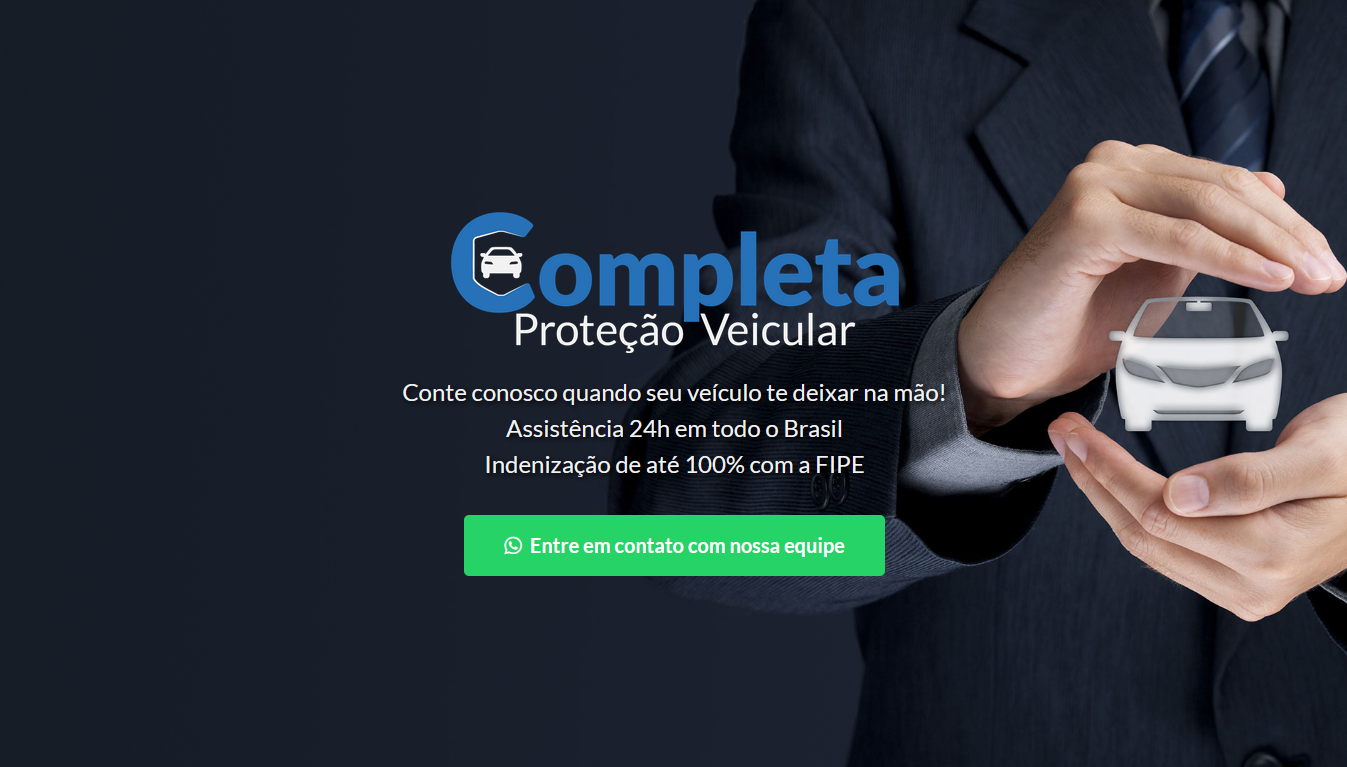 Completa
Proteção Veicular
Conte conosco quando seu veículo te deixar na mão!
Assistência 24h em todo o Brasil
Indenização de até 100% com a FIPE
Entre em contato com nossa equipe